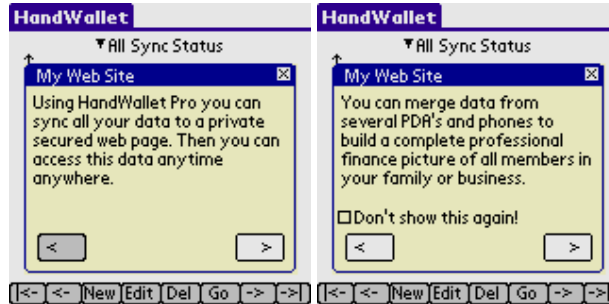 HandWallet
▼All Sync Status
My Web Site
Using HandWallet Pro you can
sync all your data to a private
secured web page. Then you can
access this data anytime
anywhere.
< >
|<- <- New Edit Del Go -> ->|
HandWallet
▼All Sync Status
My Web Site
You can merge data from
several PDA's and phones to
build a complete professional
finance picture of all members in
your family or business.
Don't show this again!
< >
|<- <- New Edit Del Go -> ->